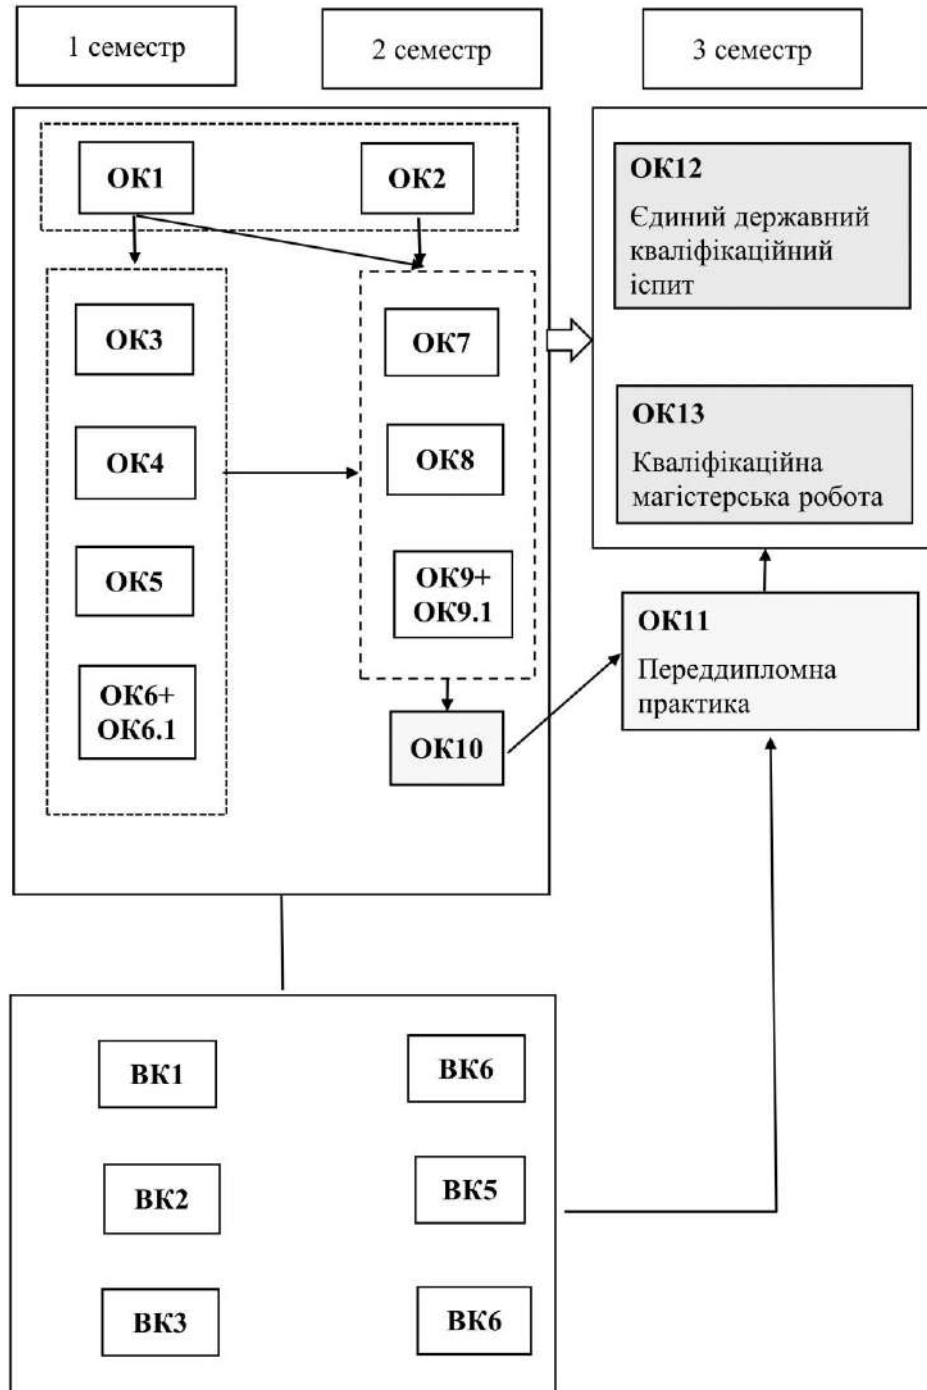 1 семестр
2 семестр
3 семестр
ОК1
ОК2
ОК3
ОК4
ОК5
ОК6+
ОК6.1
ОК7
ОК8
ОК9+
ОК9.1
ОК10
ОК12
Єдиний державний
кваліфікаційний
іспит
ОК13
Кваліфікаційна
магістерська робота
ОК11
Переддипломна
практика
ВК1
ВК6
ВК2
ВК5
ВК3
ВК6